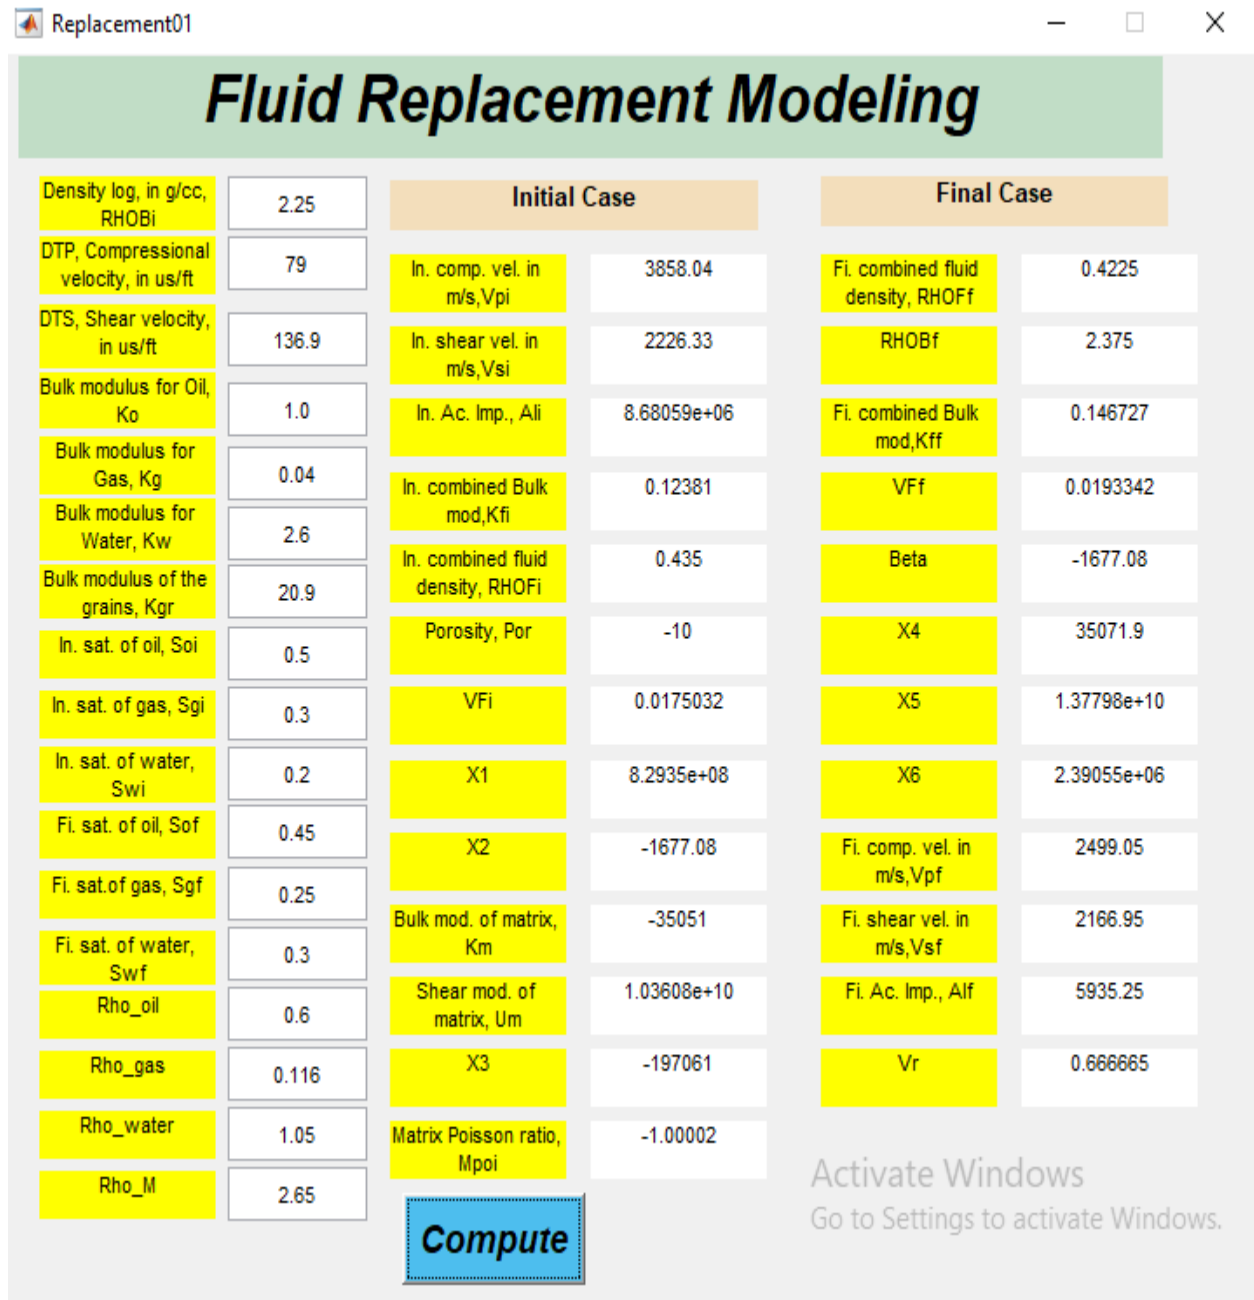 Replacement01
Fluid Replacement Modeling
Density log, in g/cc,
RHOBi
2.25
DTP, Compressional
velocity, in us/ft
79
DTS, Shear velocity,
in us/ft
136.9
Bulk modulus for Oil,
Ko
1.0
Bulk modulus for
Gas, Kg
0.04
Bulk modulus for
Water, Kw
2.6
Bulk modulus of the
grains, Kgr
20.9
In. sat. of oil, Soi
0.5
In. sat. of gas, Sgi
0.3
In. sat. of water,
Swi
0.2
Fi. sat. of oil, Sof
0.45
Fi. sat.of gas, Sgf
0.25
Fi. sat. of water,
Swf
0.3
Rho_oil
0.6
Rho_gas
0.116
Rho_water
1.05
Rho_M
2.65
Initial Case
In. comp. vel. in
m/s,Vpi
3858.04
In. shear vel. in
m/s,Vsi
2226.33
In. Ac. Imp., AIi
8.68059e+06
In. combined Bulk
mod,Kfi
0.12381
In. combined fluid
density, RHOFi
0.435
Porosity, Por
-10
VFi
0.0175032
X1
8.2935e+08
X2
-1677.08
Bulk mod. of matrix,
Km
-35051
Shear mod. of
matrix, Um
1.03608e+10
X3
-197061
Matrix Poisson ratio,
Mpoi
-1.00002
Compute
Final Case
Fi. combined fluid
density, RHOFf
0.4225
RHOBf
2.375
Fi. combined Bulk
mod,Kff
0.146727
VFf
0.0193342
Beta
-1677.08
X4
35071.9
X5
1.37798e+10
X6
2.39055e+06
Fi. comp. vel. in
m/s,Vpf
2499.05
Fi. shear vel. in
m/s,Vsf
2166.95
Fi. Ac. Imp., AIf
5935.25
Vr
0.666665
Activate Windows
Go to Settings to activate Windows.